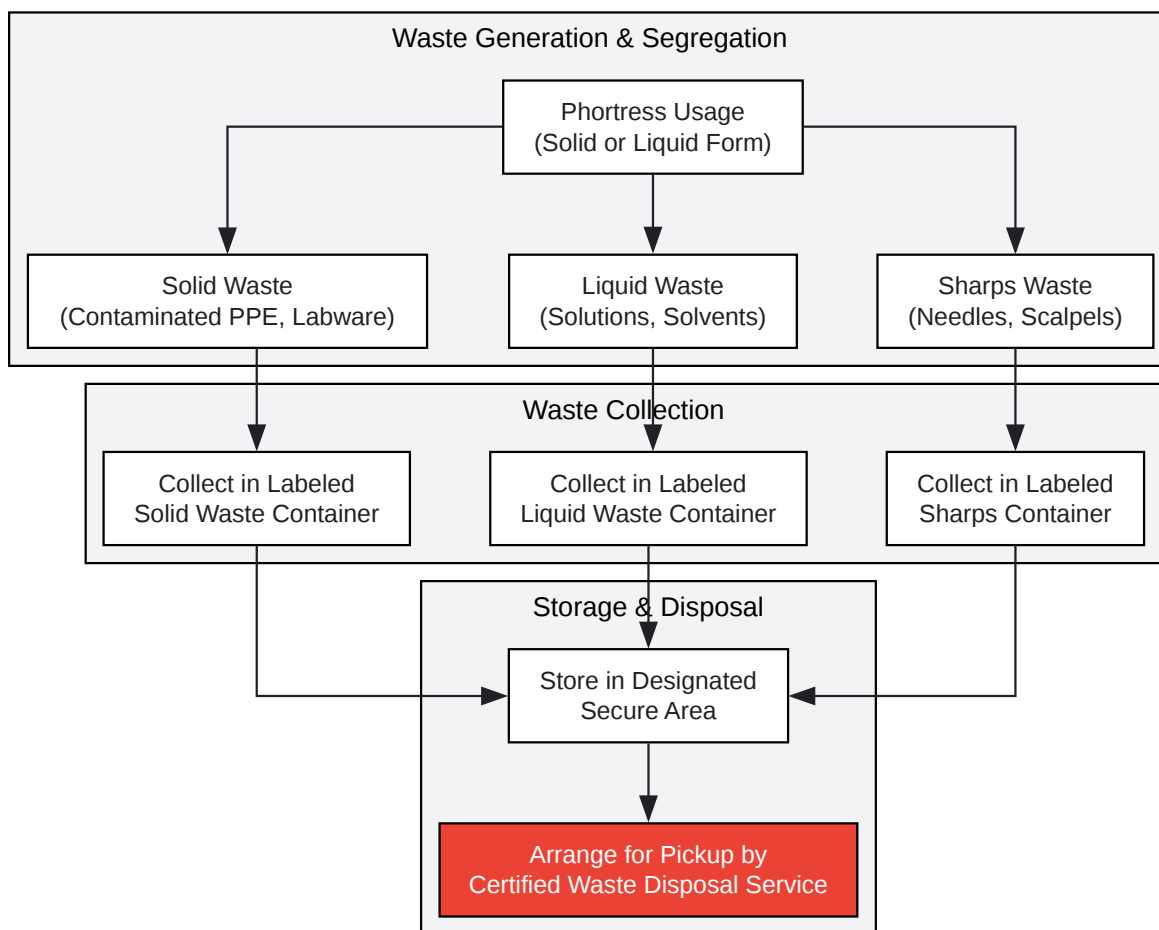 Waste Generation & Segregation
Phortress Usage
(Solid or Liquid Form)
Solid Waste
(Contaminated PPE, Labware)
Liquid Waste
(Solutions, Solvents)
Sharps Waste
(Needles, Scalpels)
Waste Collection
Collect in Labeled
Solid Waste Container
Collect in Labeled
Liquid Waste Container
Collect in Labeled
Sharps Container
Storage & Disposal
Store in Designated
Secure Area
Arrange for Pickup by
Certified Waste Disposal Service